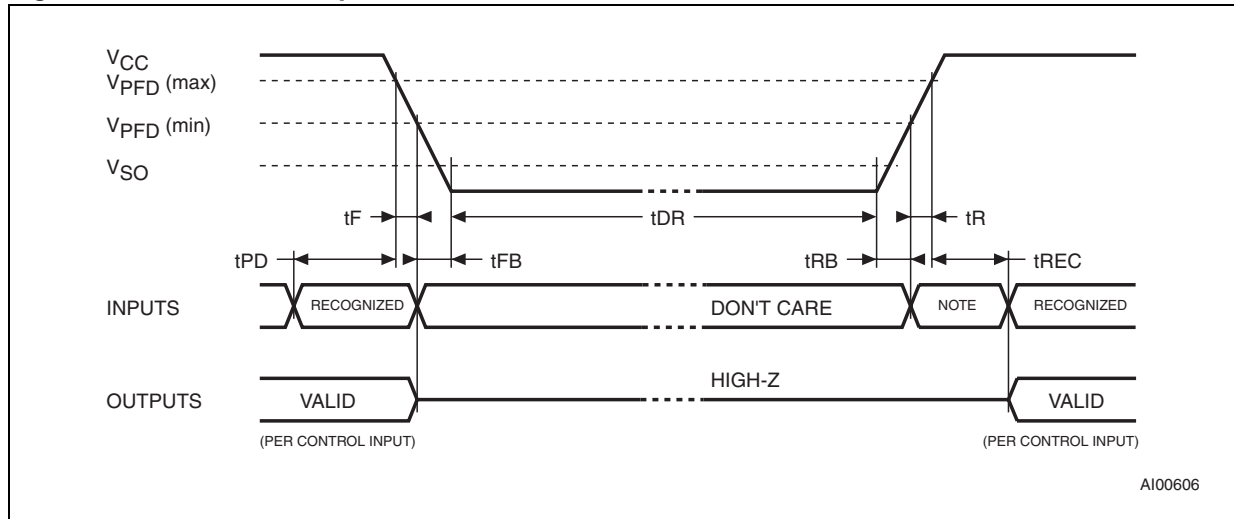 VCC
VPFD (max)
VPFD (min)
VSO
tF
tDR
tR
tPD
tFB
tRB
tREC
INPUTS
RECOGNIZED
DON'T CARE
NOTE
RECOGNIZED
HIGH-Z
OUTPUTS
VALID
VALID
(PER CONTROL INPUT)
(PER CONTROL INPUT)
AI00606